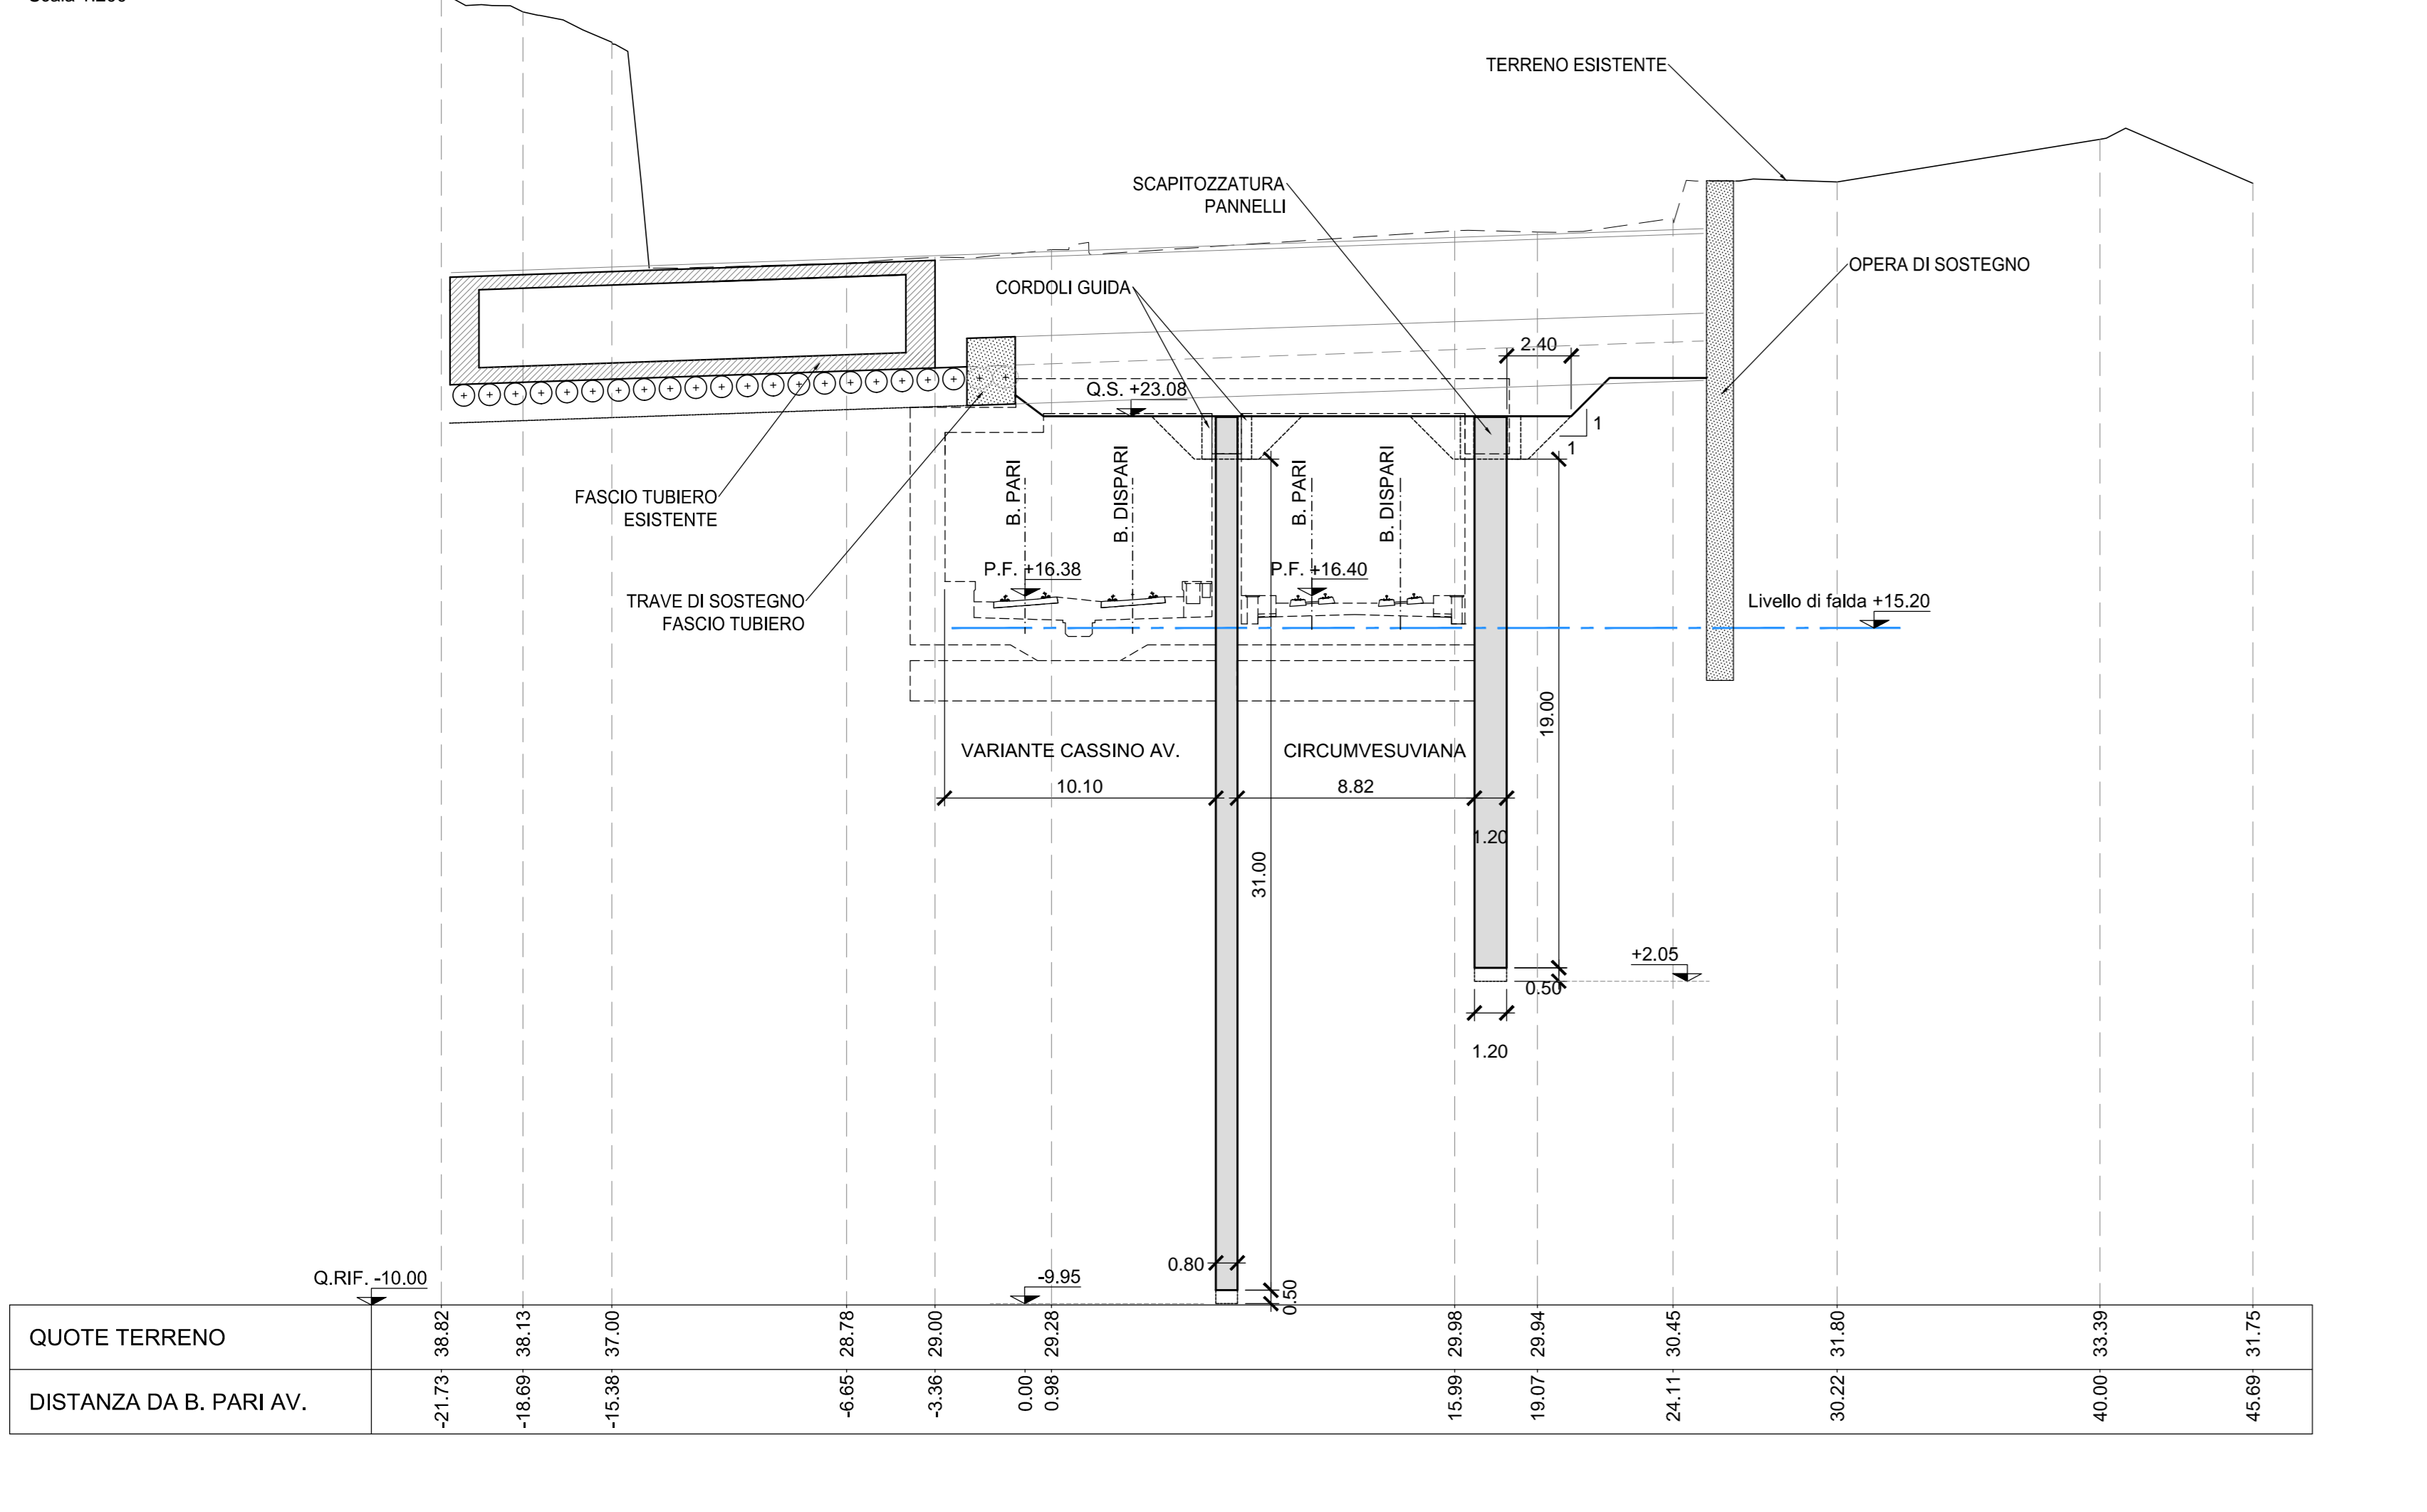 TERRENO ESISTENTE
SCAPITOZZATURA
PANNELLI
OPERA DI SOSTEGNO
CORDOLI GUIDA
2.40
Q.S. +23.08
1
1
B. PARI
B. DISPARI
B. PARI
B. DISPARI
FASCIO TUBIERO
ESISTENTE
P.F. +16.38
P.F. +16.40
TRAVE DI SOSTEGNO
FASCIO TUBIERO
Livello di falda +15.20
19.00
VARIANTE CASSINO AV.
CIRCUMVESUVIANA
10.10
8.82
1.20
31.00
+2.05
0.50
1.20
0.80
-9.95
0.50
Q.RIF. -10.00
QUOTE TERRENO 38.82 38.13 37.00 28.78 29.00 29.28 29.98 29.94 30.45 31.80 33.39 31.75
DISTANZA DA B. PARI AV. -21.73 -18.69 -15.38 -6.65 -3.36 0.00 0.98 15.99 19.07 24.11 30.22 40.00 45.69